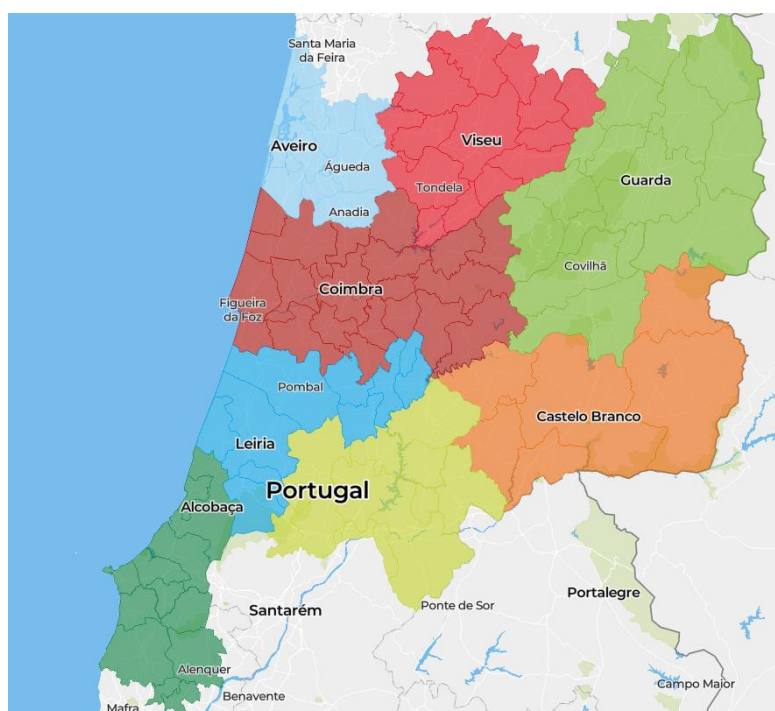 Santa Maria
da Feira
Aveiro
Viseu
Águeda
Guarda
Tondela
Anadia
Covilhã
Coimbra
Figueira
da Foz
Pombal
Castelo Branco
Leiria
Portugal
Alcobaça
Portalegre
Santarém
Ponte de Sor
Alenquer
Campo Maior
Benavente
Mafra